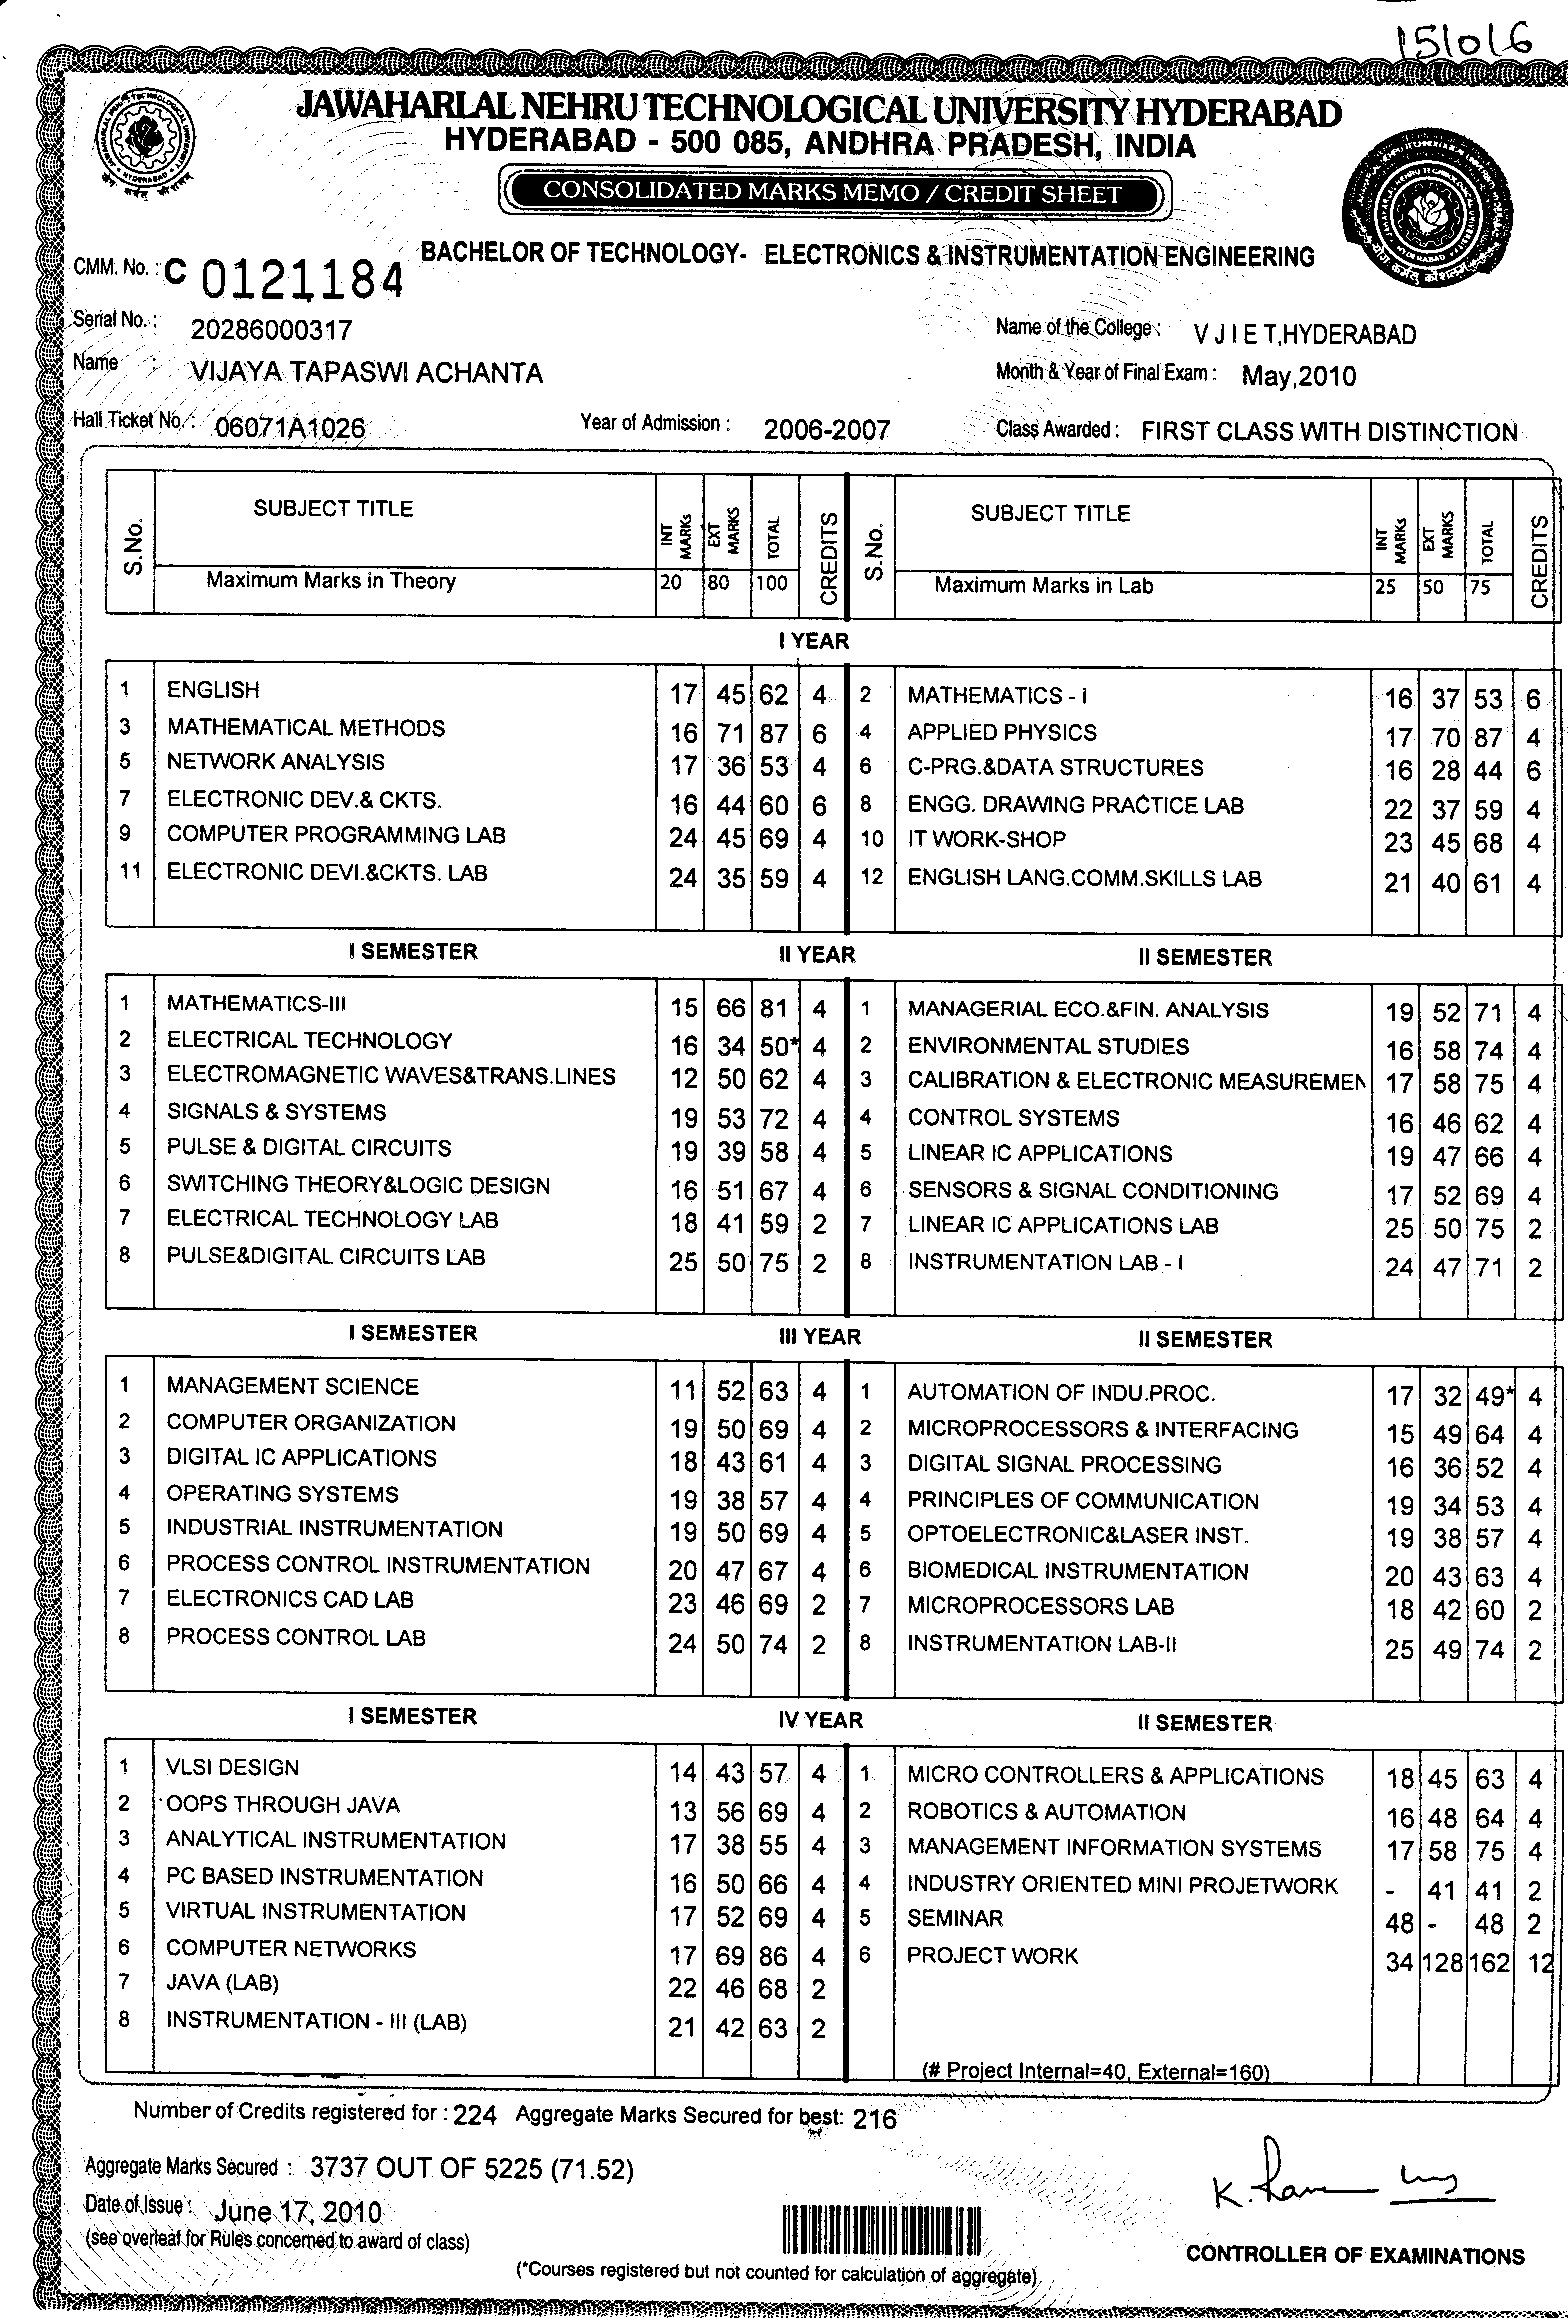 151016
JAWAHARLAL NEHRU TECHNOLOGICAL UNIVERSITY HYDERABAD
HYDERABAD - 500 085, ANDHRA PRADESH, INDIA
CONSOLIDATED MARKS MEMO / CREDIT SHEET
BACHELOR OF TECHNOLOGY- ELECTRONICS & INSTRUMENTATION ENGINEERING
CMM. No. : C 0121184
Serial No. : 20286000317 Name of the College : V J I E T,HYDERABAD
Name : VIJAYA TAPASWI ACHANTA Month & Year of Final Exam : May,2010
Hall Ticket No. : 06071A1026 Year of Admission : 2006-2007 Class Awarded : FIRST CLASS WITH DISTINCTION
S.No. SUBJECT TITLE INT MARKs EXT MARKS TOTAL CREDITS S.No. SUBJECT TITLE INT MARKs EXT MARKS TOTAL CREDITS
Maximum Marks in Theory 20 80 100 Maximum Marks in Lab 25 50 75
I YEAR
1 ENGLISH 17 45 62 4 2 MATHEMATICS - I 16 37 53 6
3 MATHEMATICAL METHODS 16 71 87 6 4 APPLIED PHYSICS 17 70 87 4
5 NETWORK ANALYSIS 17 36 53 4 6 C-PRG.&DATA STRUCTURES 16 28 44 6
7 ELECTRONIC DEV.& CKTS. 16 44 60 6 8 ENGG. DRAWING PRACTICE LAB 22 37 59 4
9 COMPUTER PROGRAMMING LAB 24 45 69 4 10 IT WORK-SHOP 23 45 68 4
11 ELECTRONIC DEVI.&CKTS. LAB 24 35 59 4 12 ENGLISH LANG.COMM.SKILLS LAB 21 40 61 4
I SEMESTER II YEAR II SEMESTER
1 MATHEMATICS-III 15 66 81 4 1 MANAGERIAL ECO.&FIN. ANALYSIS 19 52 71 4
2 ELECTRICAL TECHNOLOGY 16 34 50* 4 2 ENVIRONMENTAL STUDIES 16 58 74 4
3 ELECTROMAGNETIC WAVES&TRANS.LINES 12 50 62 4 3 CALIBRATION & ELECTRONIC MEASUREMEN 17 58 75 4
4 SIGNALS & SYSTEMS 19 53 72 4 4 CONTROL SYSTEMS 16 46 62 4
5 PULSE & DIGITAL CIRCUITS 19 39 58 4 5 LINEAR IC APPLICATIONS 19 47 66 4
6 SWITCHING THEORY&LOGIC DESIGN 16 51 67 4 6 SENSORS & SIGNAL CONDITIONING 17 52 69 4
7 ELECTRICAL TECHNOLOGY LAB 18 41 59 2 7 LINEAR IC APPLICATIONS LAB 25 50 75 2
8 PULSE&DIGITAL CIRCUITS LAB 25 50 75 2 8 INSTRUMENTATION LAB - I 24 47 71 2
I SEMESTER III YEAR II SEMESTER
1 MANAGEMENT SCIENCE 11 52 63 4 1 AUTOMATION OF INDU.PROC. 17 32 49* 4
2 COMPUTER ORGANIZATION 19 50 69 4 2 MICROPROCESSORS & INTERFACING 15 49 64 4
3 DIGITAL IC APPLICATIONS 18 43 61 4 3 DIGITAL SIGNAL PROCESSING 16 36 52 4
4 OPERATING SYSTEMS 19 38 57 4 4 PRINCIPLES OF COMMUNICATION 19 34 53 4
5 INDUSTRIAL INSTRUMENTATION 19 50 69 4 5 OPTOELECTRONIC&LASER INST. 19 38 57 4
6 PROCESS CONTROL INSTRUMENTATION 20 47 67 4 6 BIOMEDICAL INSTRUMENTATION 20 43 63 4
7 ELECTRONICS CAD LAB 23 46 69 2 7 MICROPROCESSORS LAB 18 42 60 2
8 PROCESS CONTROL LAB 24 50 74 2 8 INSTRUMENTATION LAB-II 25 49 74 2
I SEMESTER IV YEAR II SEMESTER
1 VLSI DESIGN 14 43 57 4 1 MICRO CONTROLLERS & APPLICATIONS 18 45 63 4
2 OOPS THROUGH JAVA 13 56 69 4 2 ROBOTICS & AUTOMATION 16 48 64 4
3 ANALYTICAL INSTRUMENTATION 17 38 55 4 3 MANAGEMENT INFORMATION SYSTEMS 17 58 75 4
4 PC BASED INSTRUMENTATION 16 50 66 4 4 INDUSTRY ORIENTED MINI PROJETWORK - 41 41 2
5 VIRTUAL INSTRUMENTATION 17 52 69 4 5 SEMINAR 48 - 48 2
6 COMPUTER NETWORKS 17 69 86 4 6 PROJECT WORK 34 128 162 12
7 JAVA (LAB) 22 46 68 2
8 INSTRUMENTATION - III (LAB) 21 42 63 2
(# Project Internal=40, External=160)
Number of Credits registered for : 224 Aggregate Marks Secured for best: 216
Aggregate Marks Secured : 3737 OUT OF 5225 (71.52)
Date of Issue : June 17, 2010
(see overleaf for Rules concerned to award of class)
CONTROLLER OF EXAMINATIONS
(*Courses registered but not counted for calculation of aggregate)